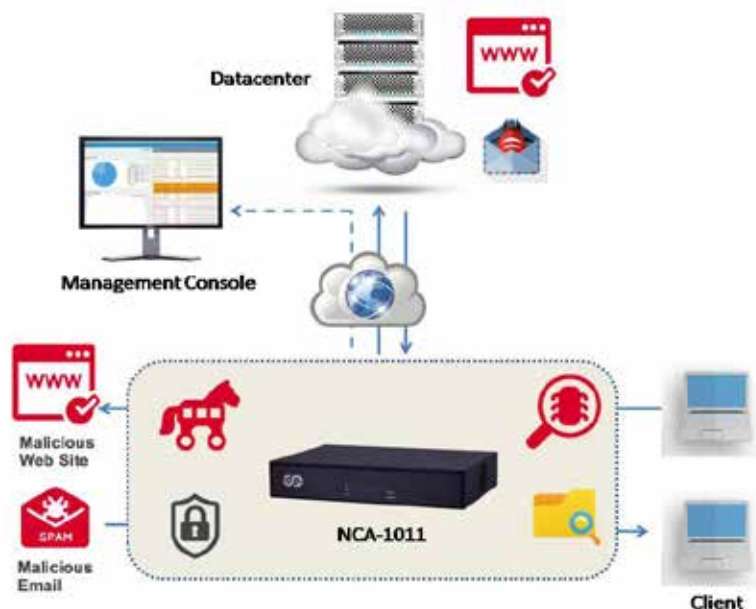 WWW
Datacenter
Management Console
WWW
Malicious
Web Site
SPAM
NCA-1011
Malicious
Email
Client